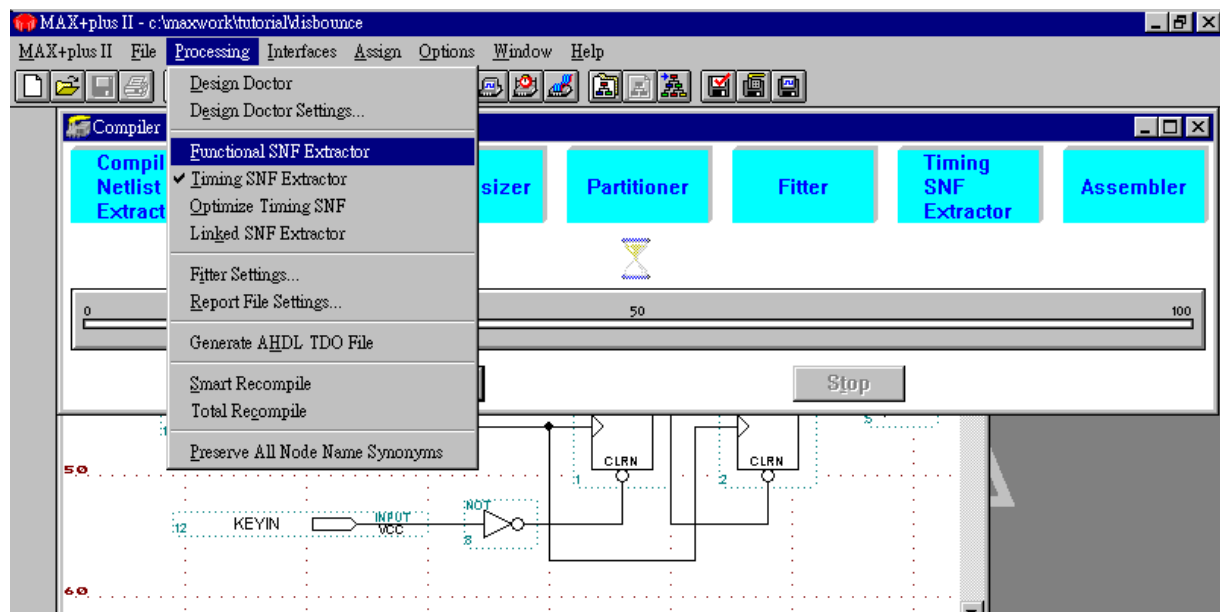 MAX+plus II - c:\maxwork\tutorial\disbounce
MAX+plus II File Processing Interfaces Assign Options Window Help
Design Doctor
Design Doctor Settings...
Functional SNF Extractor
Timing SNF Extractor
Optimize Timing SNF
Linked SNF Extractor
Fitter Settings...
Report File Settings...
Generate AHDL TDO File
Smart Recompile
Total Recompile
Preserve All Node Name Synonyms
Compiler
Compil
Netlist
Extract
sizer
Partitioner
Fitter
Timing
SNF
Extractor
Assembler
0 50 100
Stop
CLRN CLRN
1 2
50
12 KEYIN INPUT
VCC
NOT
8
60